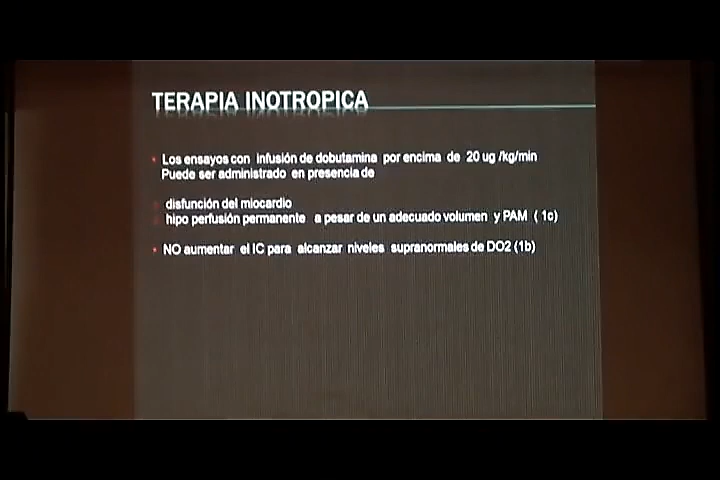 TERAPIA INOTROPICA
Los ensayos con infusión de dobutamina por encima de 20 ug /kg/min
Puede ser administrado en presencia de
disfunción del miocardio
hipo perfusión permanente a pesar de un adecuado volumen y PAM ( 1c)
NO aumentar el IC para alcanzar niveles supranormales de DO2 (1b)